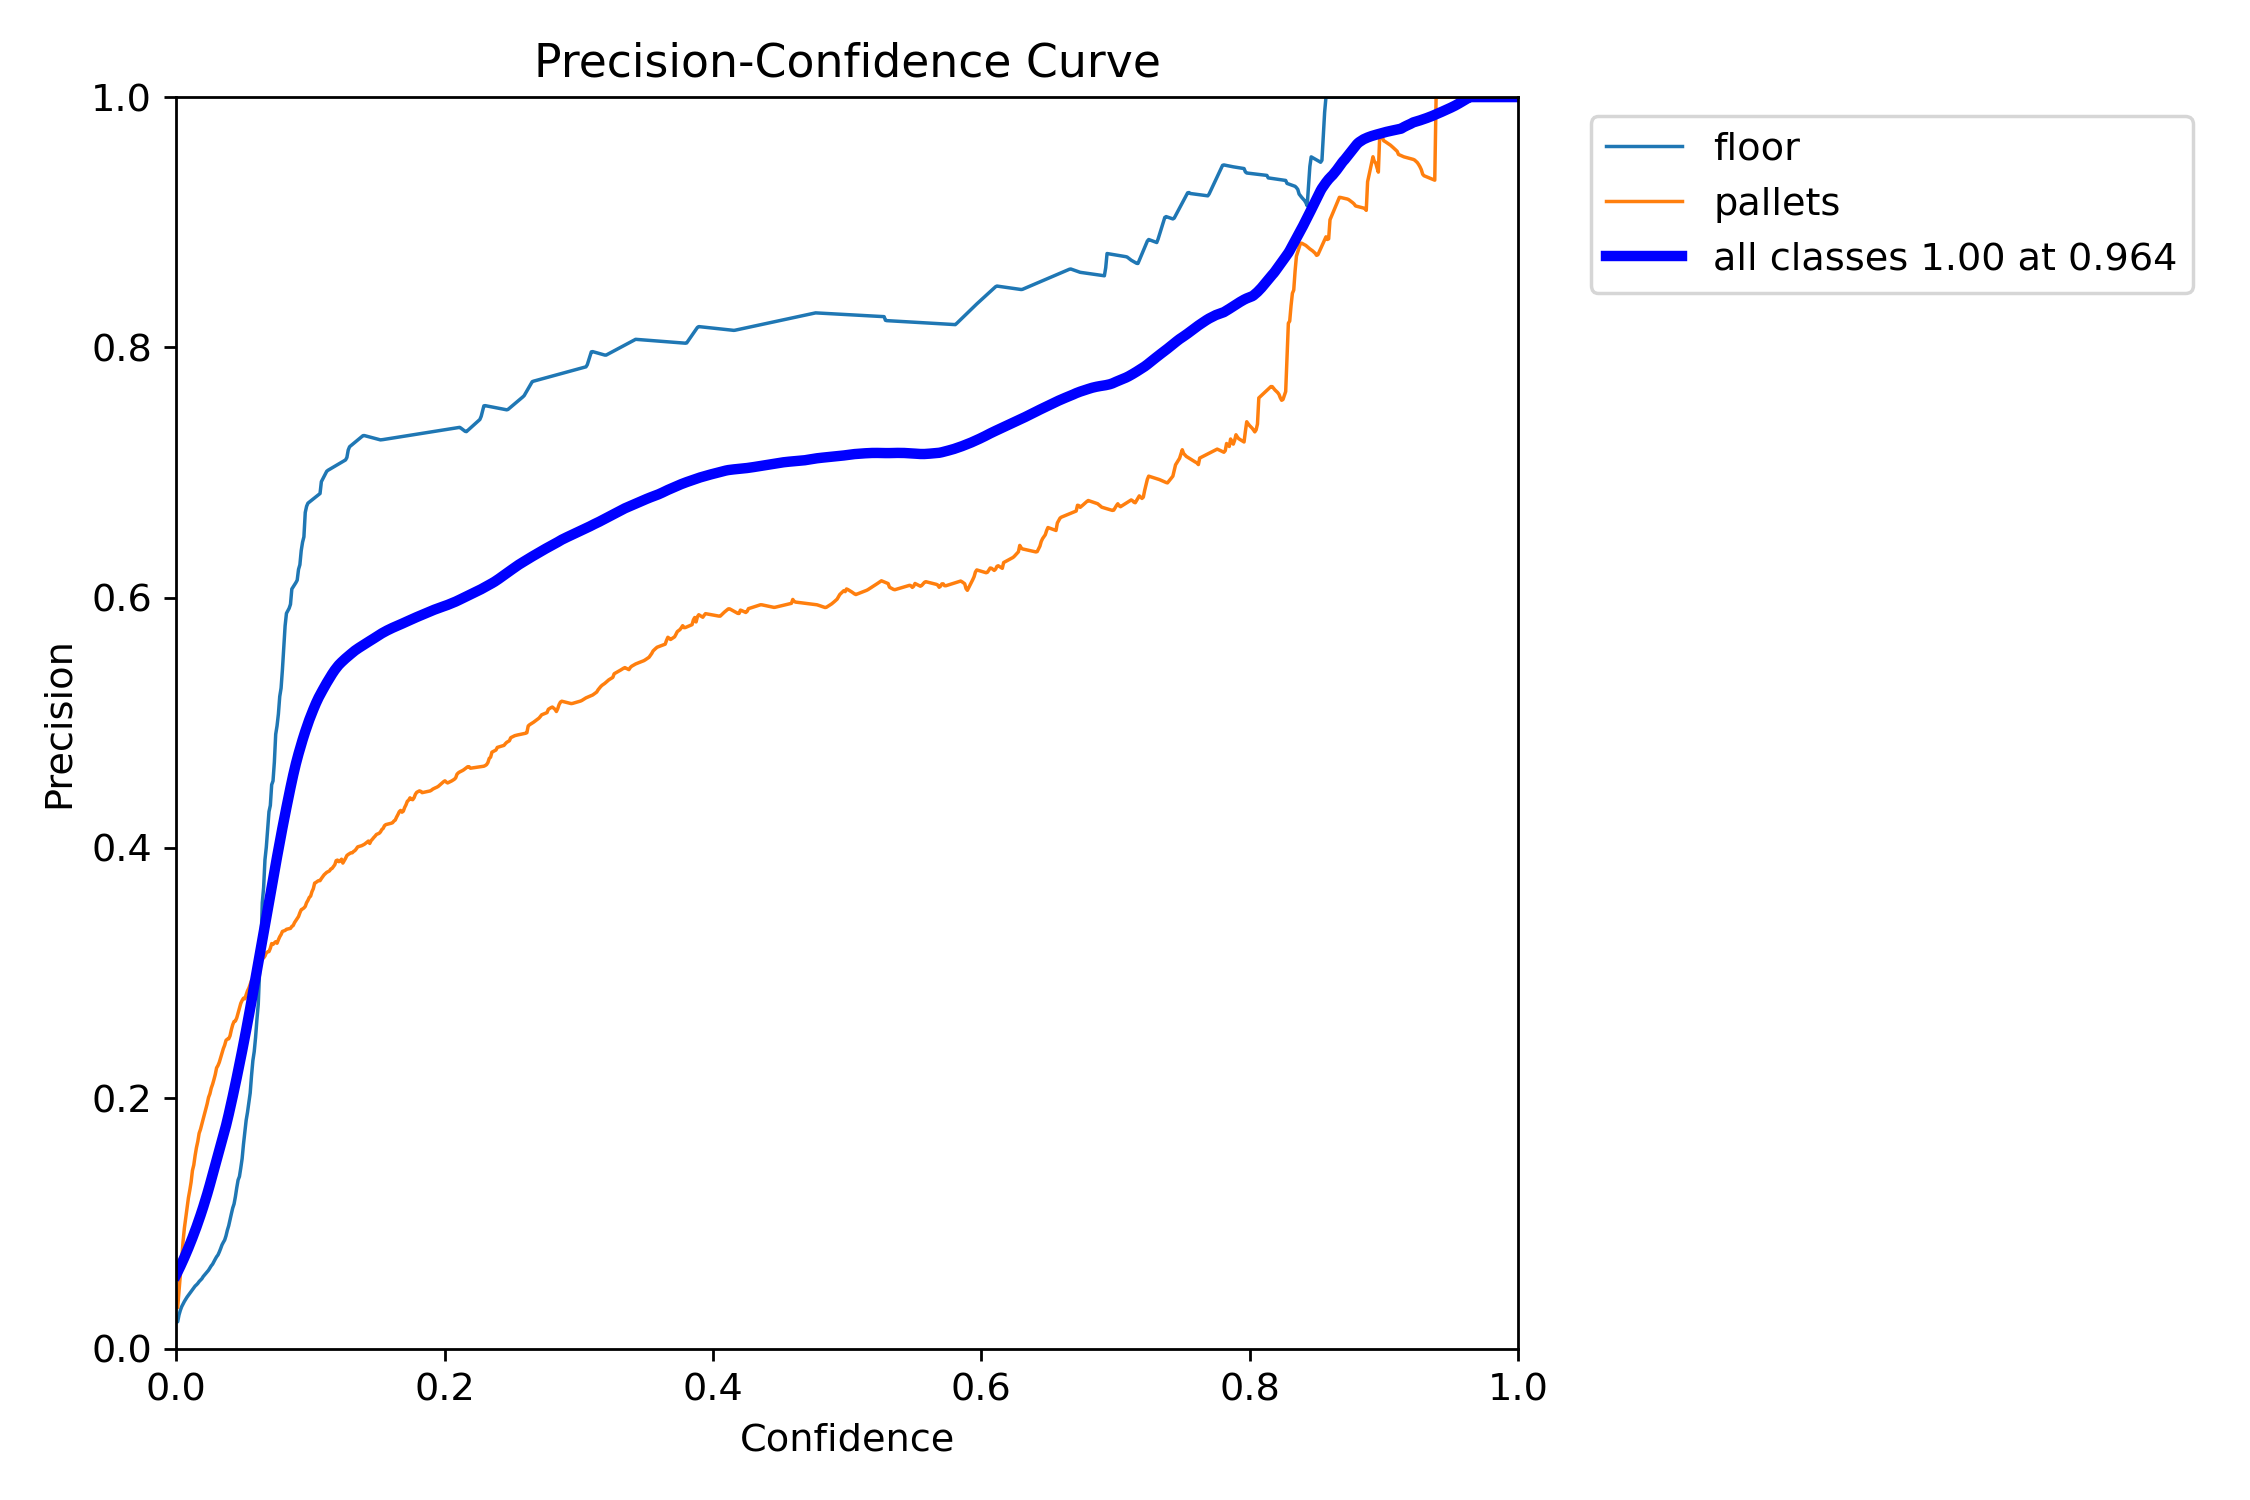 Precision-Confidence Curve
1.0
0.8
0.6
0.4
0.2
0.0
Precision
0.0 0.2 0.4 0.6 0.8 1.0
Confidence
floor
pallets
all classes 1.00 at 0.964